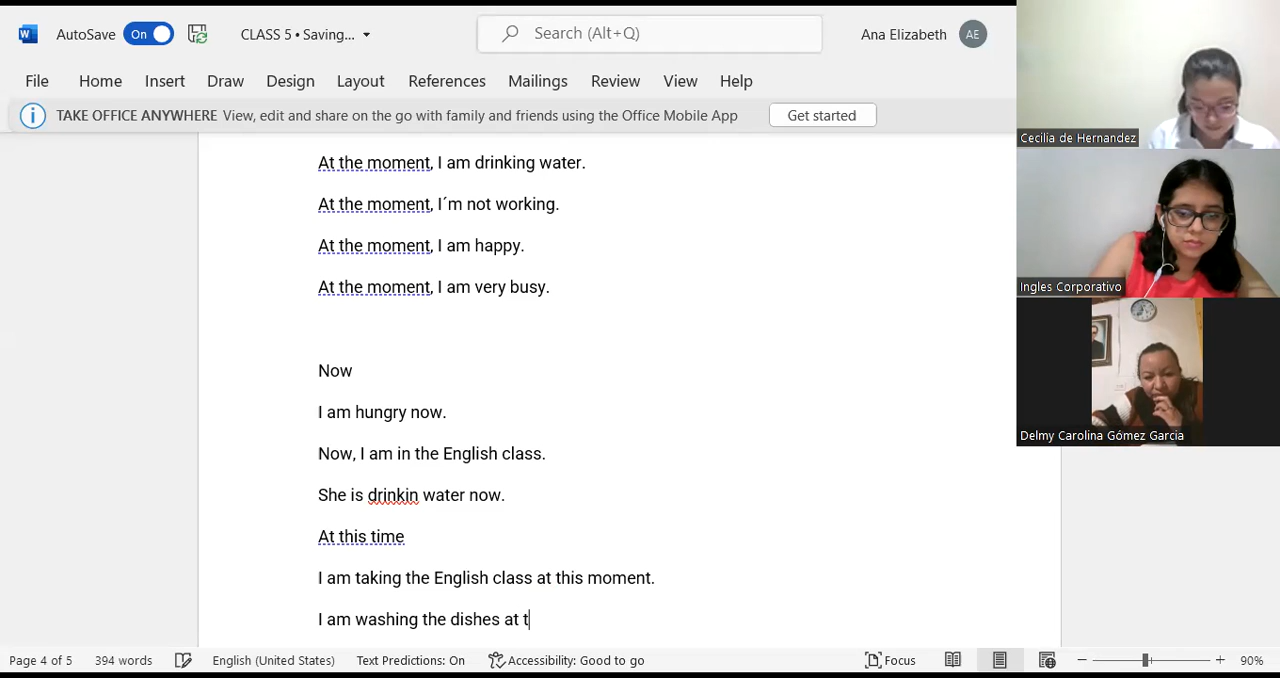 AutoSave On CLASS 5 • Saving... Search (Alt+Q) Ana Elizabeth AE
File Home Insert Draw Design Layout References Mailings Review View Help
TAKE OFFICE ANYWHERE View, edit and share on the go with family and friends using the Office Mobile App Get started
At the moment, I am drinking water.
At the moment, I´m not working.
At the moment, I am happy.
At the moment, I am very busy.
Now
I am hungry now.
Now, I am in the English class.
She is drinkin water now.
At this time
I am taking the English class at this moment.
I am washing the dishes at t
Page 4 of 5 394 words English (United States) Text Predictions: On Accessibility: Good to go Focus 90%
Cecilia de Hernandez
Ingles Corporativo
Delmy Carolina Gómez Garcia